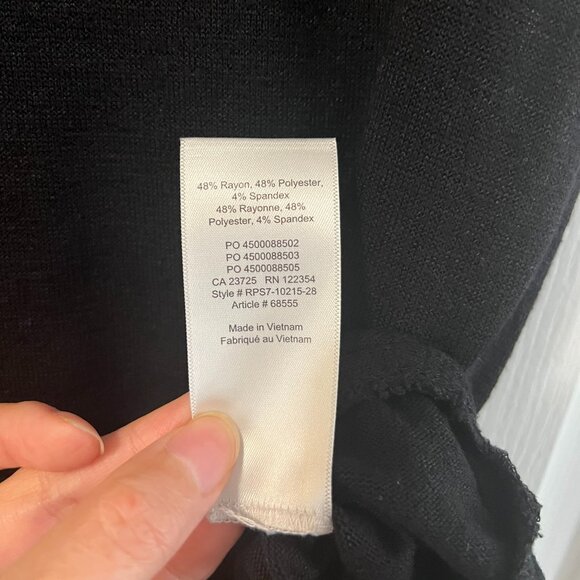 48% Rayon, 48% Polyester,
4% Spandex
48% Rayonne, 48%
Polyester, 4% Spandex
PO 4500088502
PO 4500088503
PO 4500088505
CA 23725 RN 122354
Style # RPS7-10215-28
Article # 68555
Made in Vietnam
Fabriqué au Vietnam